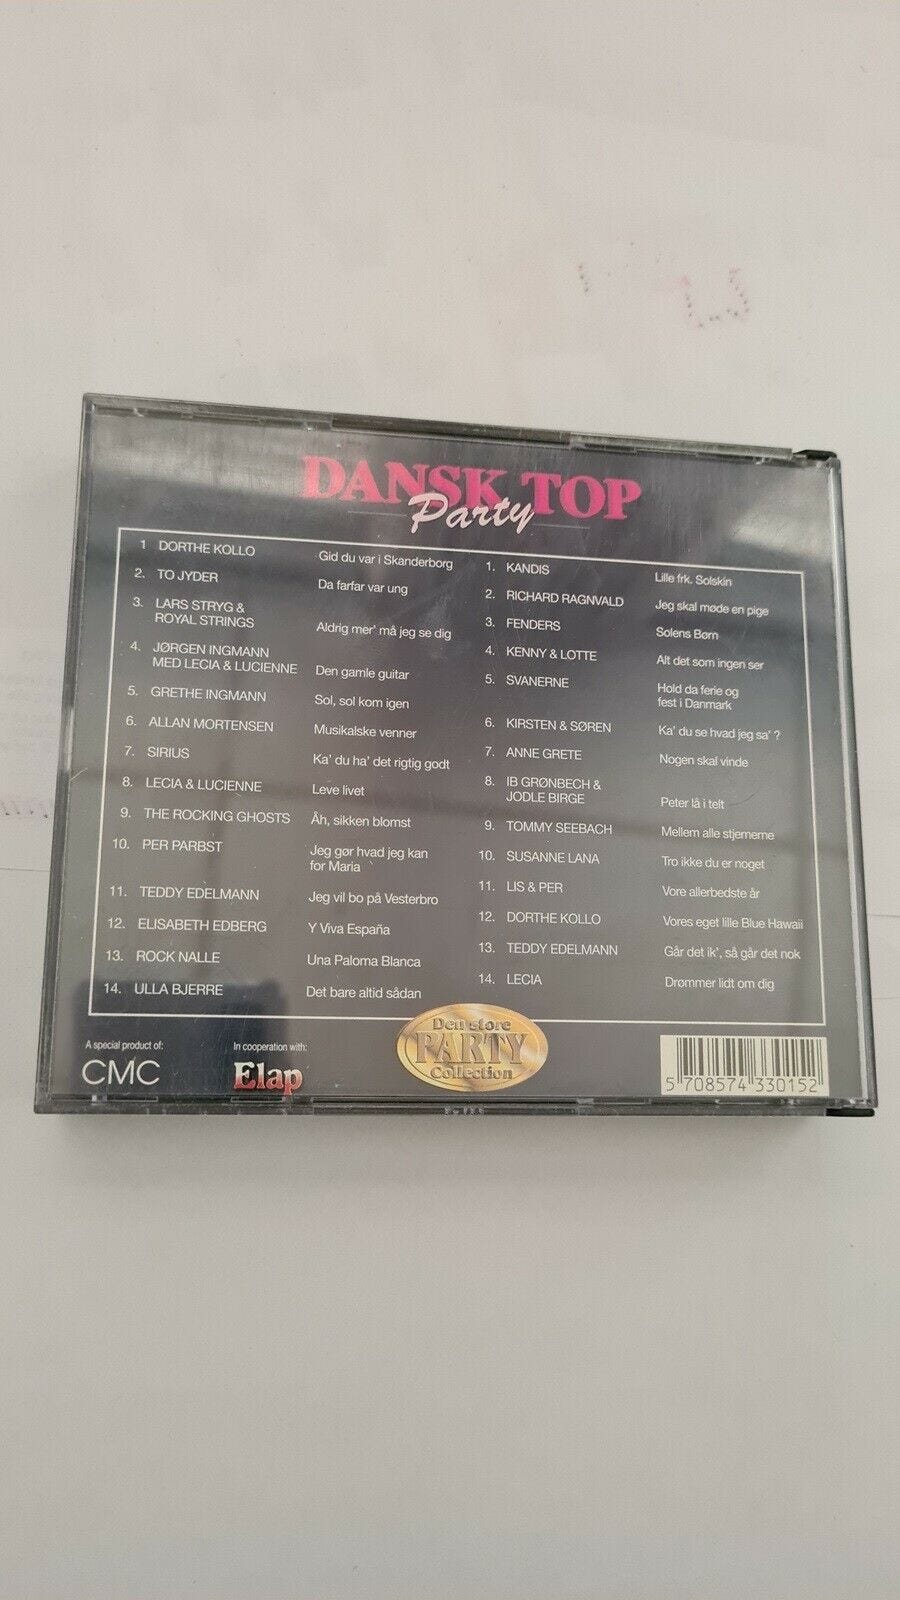 DANSK TOP
Party
1 DORTHE KOLLO Gid du var i Skanderborg
2. TO JYDER Da farfar var ung
3. LARS STRYG &
ROYAL STRINGS Aldrig mer' må jeg se dig
4. JØRGEN INGMANN
MED LECIA & LUCIENNE Den gamle guitar
5. GRETHE INGMANN Sol, sol kom igen
6. ALLAN MORTENSEN Musikalske venner
7. SIRIUS Ka' du ha' det rigtig godt
8. LECIA & LUCIENNE Leve livet
9. THE ROCKING GHOSTS Äh, sikken blomst
10. PER PARBST Jeg gør hvad jeg kan
for Maria
11. TEDDY EDELMANN Jeg vil bo på Vesterbro
12. ELISABETH EDBERG Y Viva España
13. ROCK NALLE Una Paloma Blanca
14. ULLA BJERRE Det bare altid sådan
1. KANDIS Lille frk. Solskin
2. RICHARD RAGNVALD Jeg skal møde en pige
3. FENDERS Solens Børn
4. KENNY & LOTTE Alt det som ingen ser
5. SVANERNE Hold da ferie og
fest i Danmark
6. KIRSTEN & SØREN Ka' du se hvad jeg sa' ?
7. ANNE GRETE Nogen skal vinde
8. IB GRØNBECH &
JODLE BIRGE Peter lå i telt
9. TOMMY SEEBACH Mellem alle stjernerne
10. SUSANNE LANA Tro ikke du er noget
11. LIS & PER Vore allerbedste år
12. DORTHE KOLLO Vores eget lille Blue Hawaii
13. TEDDY EDELMANN Går det ik', så går det nok
14. LECIA Drømmer lidt om dig
A special product of:
CMC
In cooperation with:
Elap
Den store
PARTY
Collection
5 708574 330152